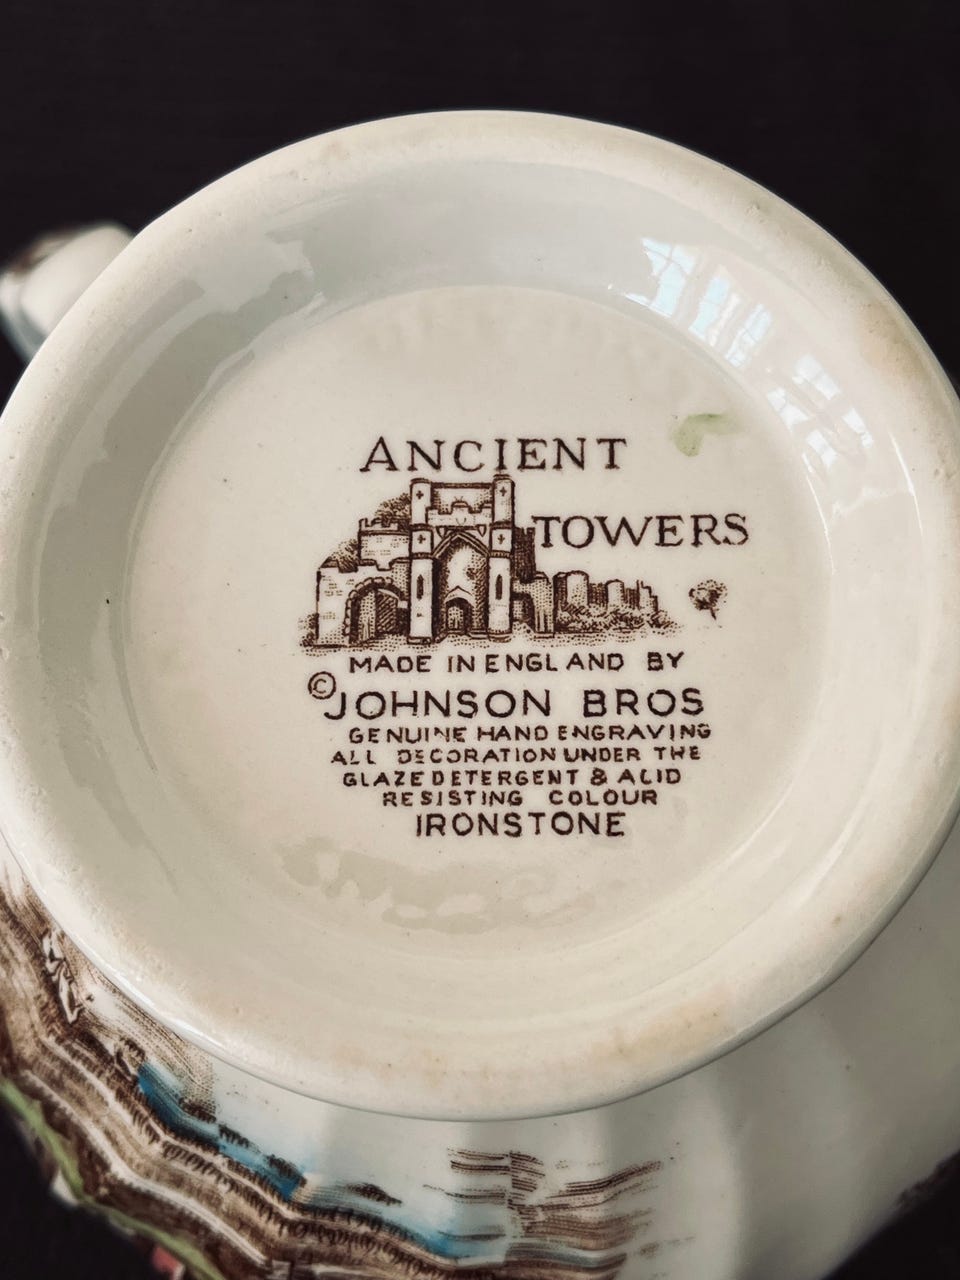 ANCIENT
TOWERS
MADE IN ENGLAND BY
© JOHNSON BROS
GENUINE HAND ENGRAVING
ALL DECORATION UNDER THE
GLAZE DETERGENT & ACID
RESISTING COLOUR
IRONSTONE